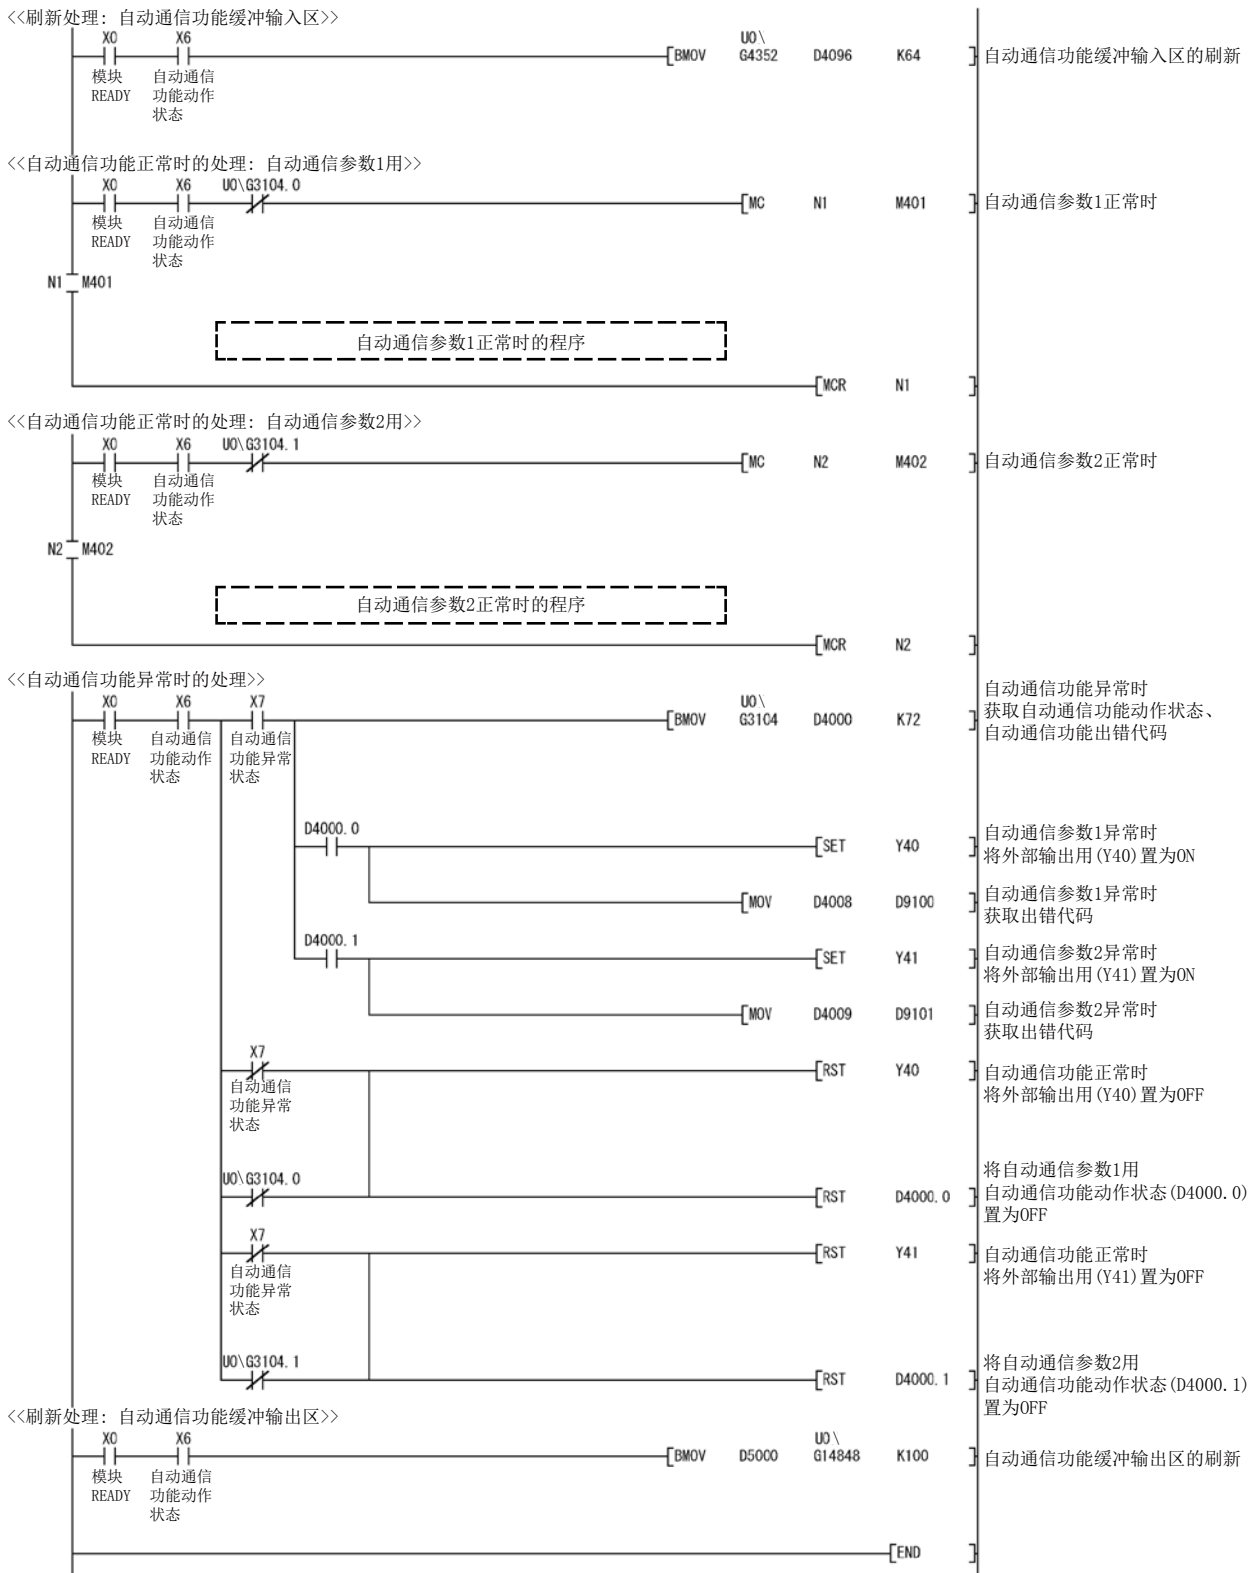 <<刷新处理: 自动通信功能缓冲输入区>>
X0 X6 U0\
BMOV G4352 D4096 K64 自动通信功能缓冲输入区的刷新
模块 自动通信
READY 功能动作
状态
<<自动通信功能正常时的处理: 自动通信参数1用>>
X0 X6 U0\G3104.0
MC N1 M401 自动通信参数1正常时
模块 自动通信
READY 功能动作
状态
N1 M401
自动通信参数1正常时的程序
MCR N1
<<自动通信功能正常时的处理: 自动通信参数2用>>
X0 X6 U0\G3104.1
MC N2 M402 自动通信参数2正常时
模块 自动通信
READY 功能动作
状态
N2 M402
自动通信参数2正常时的程序
MCR N2
<<自动通信功能异常时的处理>>
自动通信功能异常时
X0 X6 X7 U0\
BMOV G3104 D4000 K72 获取自动通信功能动作状态、
自动通信功能出错代码
模块 自动通信 自动通信
READY 功能动作 功能异常
状态 状态
D4000.0 自动通信参数1异常时
SET Y40 将外部输出用(Y40)置为ON
自动通信参数1异常时
MOV D4008 D9100 获取出错代码
D4000.1 自动通信参数2异常时
SET Y41 将外部输出用(Y41)置为ON
自动通信参数2异常时
MOV D4009 D9101 获取出错代码
X7
RST Y40 自动通信功能正常时
将外部输出用(Y40)置为OFF
自动通信
功能异常
状态
将自动通信参数1用
U0\G3104.0
RST D4000.0 自动通信功能动作状态(D4000.0)
置为OFF
X7
RST Y41 自动通信功能正常时
将外部输出用(Y41)置为OFF
自动通信
功能异常
状态
将自动通信参数2用
U0\G3104.1
RST D4000.1 自动通信功能动作状态(D4000.1)
置为OFF
<<刷新处理: 自动通信功能缓冲输出区>>
X0 X6 U0\
BMOV D5000 G14848 K100 自动通信功能缓冲输出区的刷新
模块 自动通信
READY 功能动作
状态
END